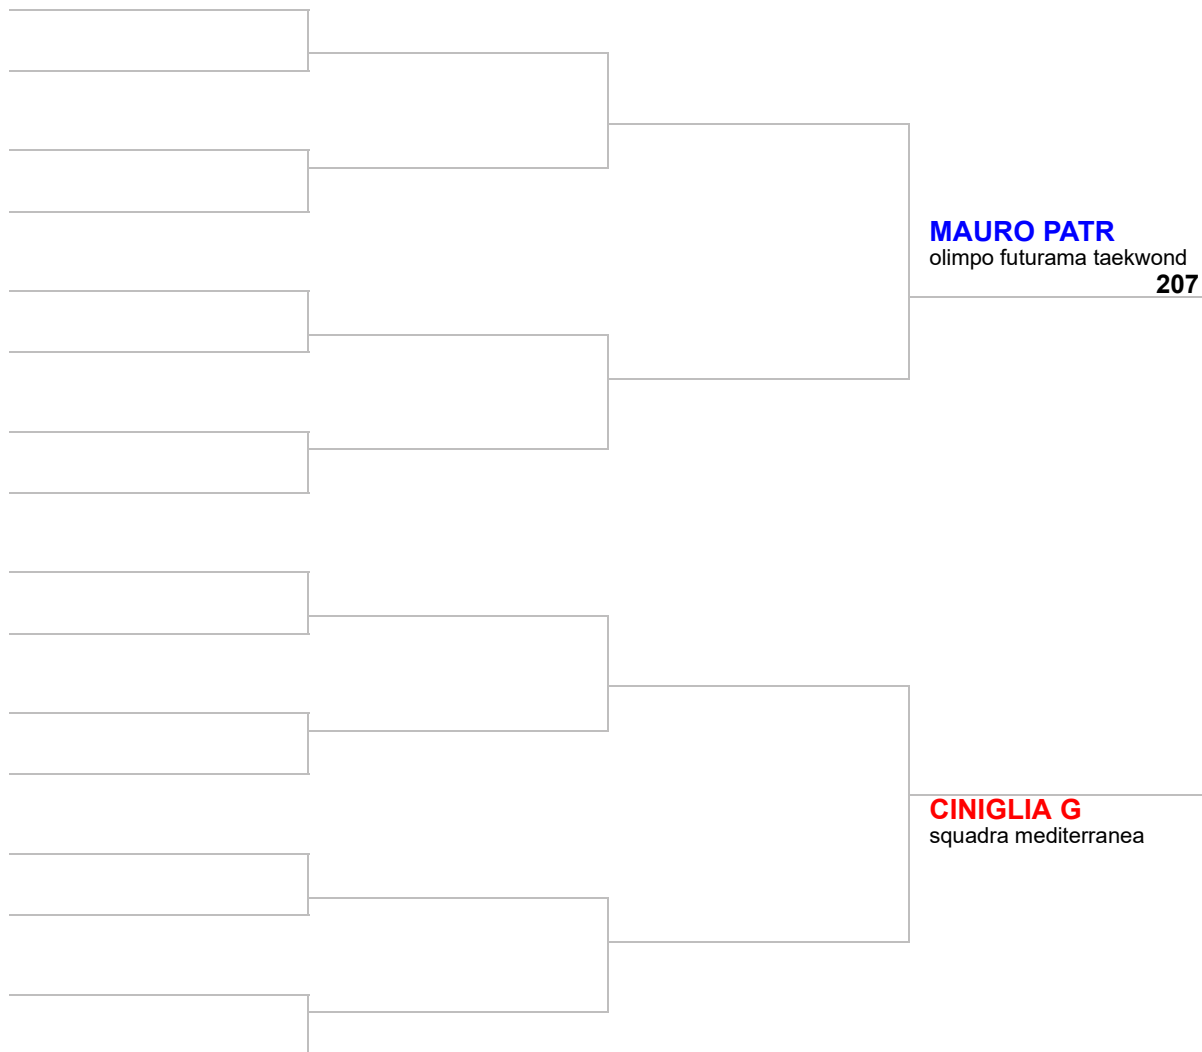 MAURO PATR
olimpo futurama taekwond
207
CINIGLIA G
squadra mediterranea